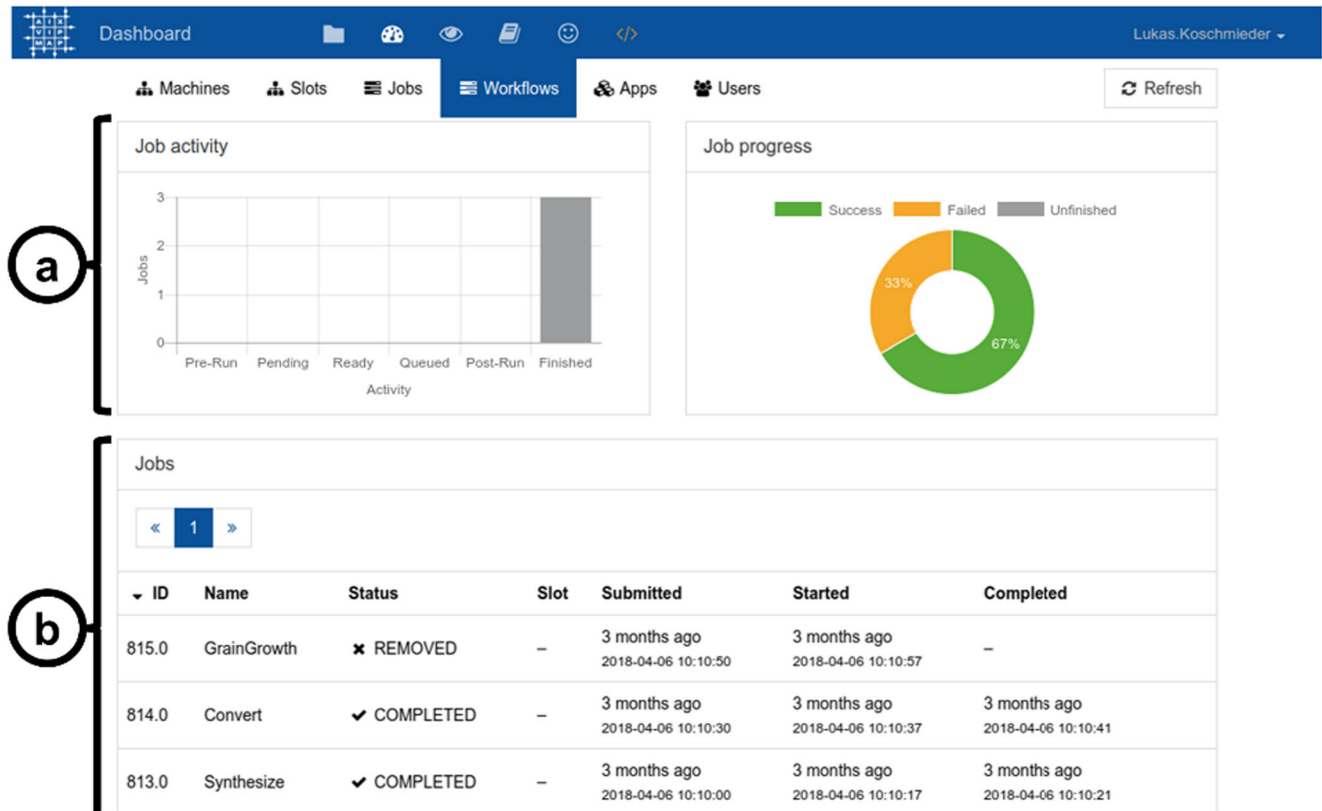 AIX
VIP
MAP
Dashboard
</>
Lukas.Koschmieder
Machines Slots Jobs Workflows Apps Users Refresh
a
Job activity
3
2
1
0
Jobs
Pre-Run Pending Ready Queued Post-Run Finished
Activity
Job progress
Success Failed Unfinished
33%
67%
b
Jobs
« 1 »
ID Name Status Slot Submitted Started Completed
815.0 GrainGrowth ✖ REMOVED – 3 months ago 3 months ago –
2018-04-06 10:10:50 2018-04-06 10:10:57
814.0 Convert ✔ COMPLETED – 3 months ago 3 months ago 3 months ago
2018-04-06 10:10:30 2018-04-06 10:10:37 2018-04-06 10:10:41
813.0 Synthesize ✔ COMPLETED – 3 months ago 3 months ago 3 months ago
2018-04-06 10:10:00 2018-04-06 10:10:17 2018-04-06 10:10:21